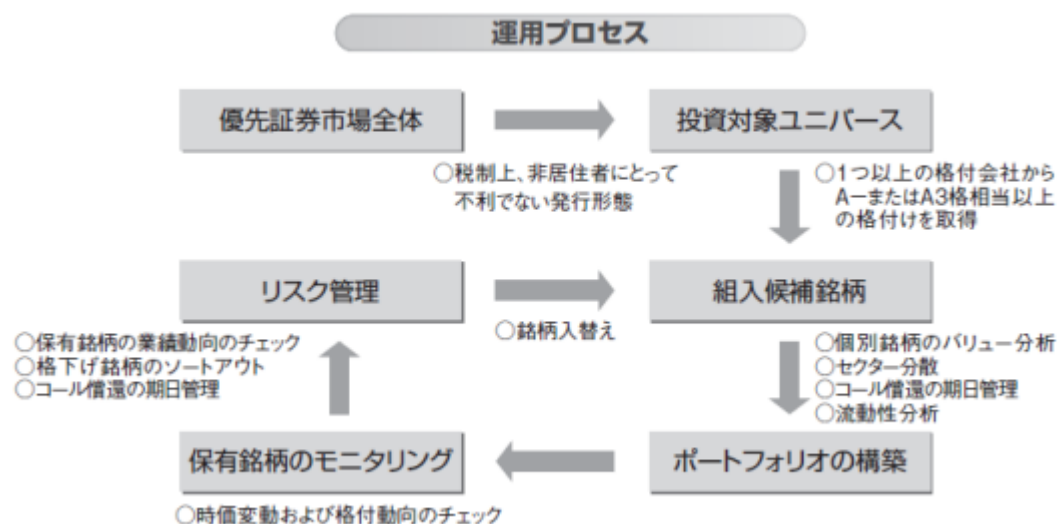 運用プロセス
優先証券市場全体
投資対象ユニバース
○税制上、非居住者にとって
不利でない発行形態
○1つ以上の格付会社から
A－またはA3格相当以上
の格付けを取得
リスク管理
組入候補銘柄
○銘柄入替え
○保有銘柄の業績動向のチェック
○格下げ銘柄のソートアウト
○コール償還の期日管理
○個別銘柄のバリュー分析
○セクター分散
○コール償還の期日管理
○流動性分析
保有銘柄のモニタリング
ポートフォリオの構築
○時価変動および格付動向のチェック